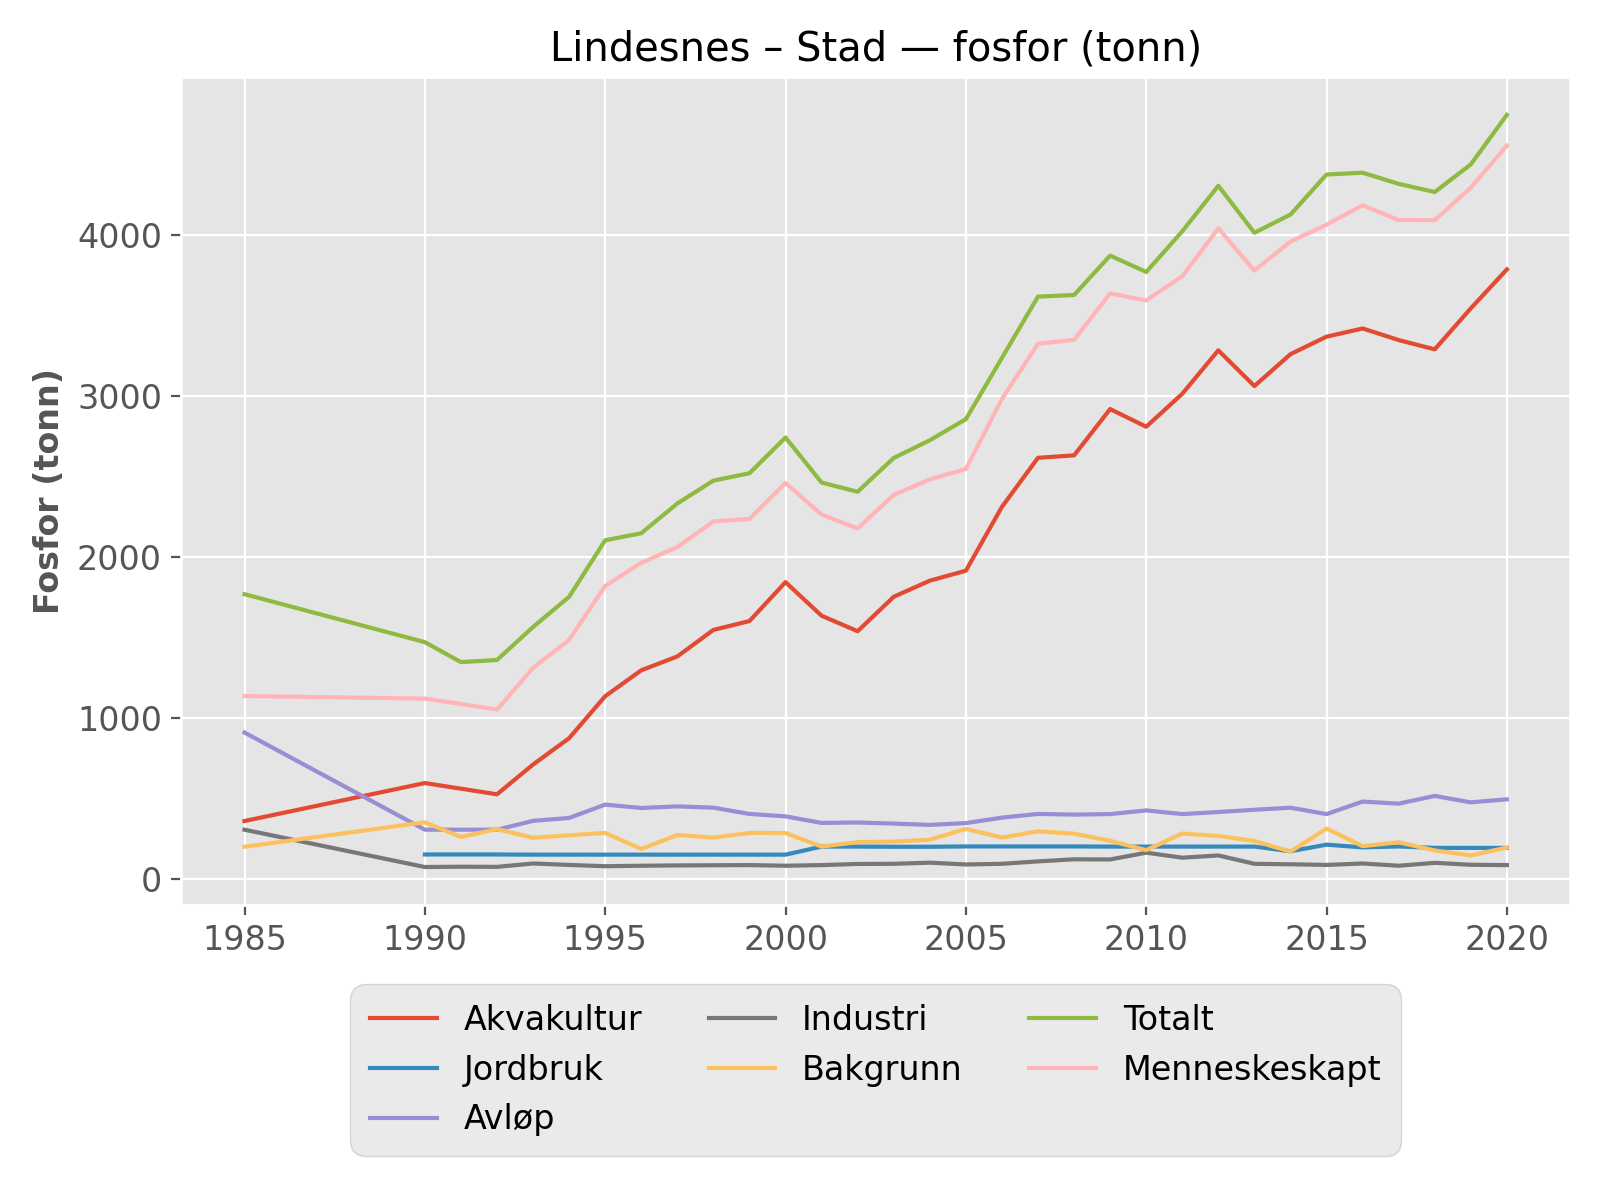 Lindesnes – Stad — fosfor (tonn)
Fosfor (tonn)
4000
3000
2000
1000
0
1985 1990 1995 2000 2005 2010 2015 2020
Akvakultur Industri Totalt
Jordbruk Bakgrunn Menneskeskapt
Avløp